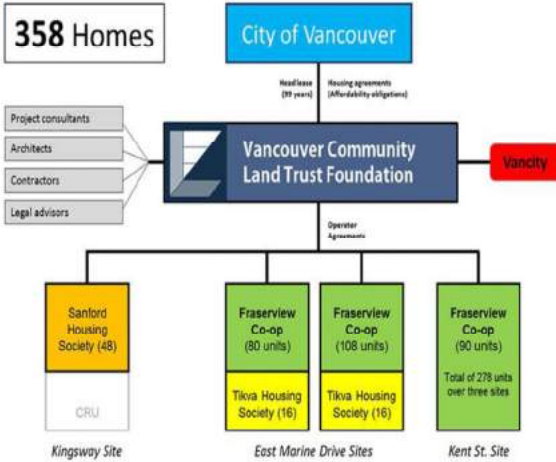 358 Homes
City of Vancouver
Headlease
(99 years)
Housing agreements
(Affordability obligations)
Project consultants
Architects
Contractors
Legal advisors
Vancouver Community
Land Trust Foundation
Vancity
Operator
Agreements
Sanford
Housing
Society (48)
CRU
Fraserview
Co-op
(80 units)
Tikva Housing
Society (16)
Fraserview
Co-op
(108 units)
Tikva Housing
Society (16)
Fraserview
Co-op
(90 units)
Total of 278 units
over three sites
Kingsway Site
East Marine Drive Sites
Kent St. Site